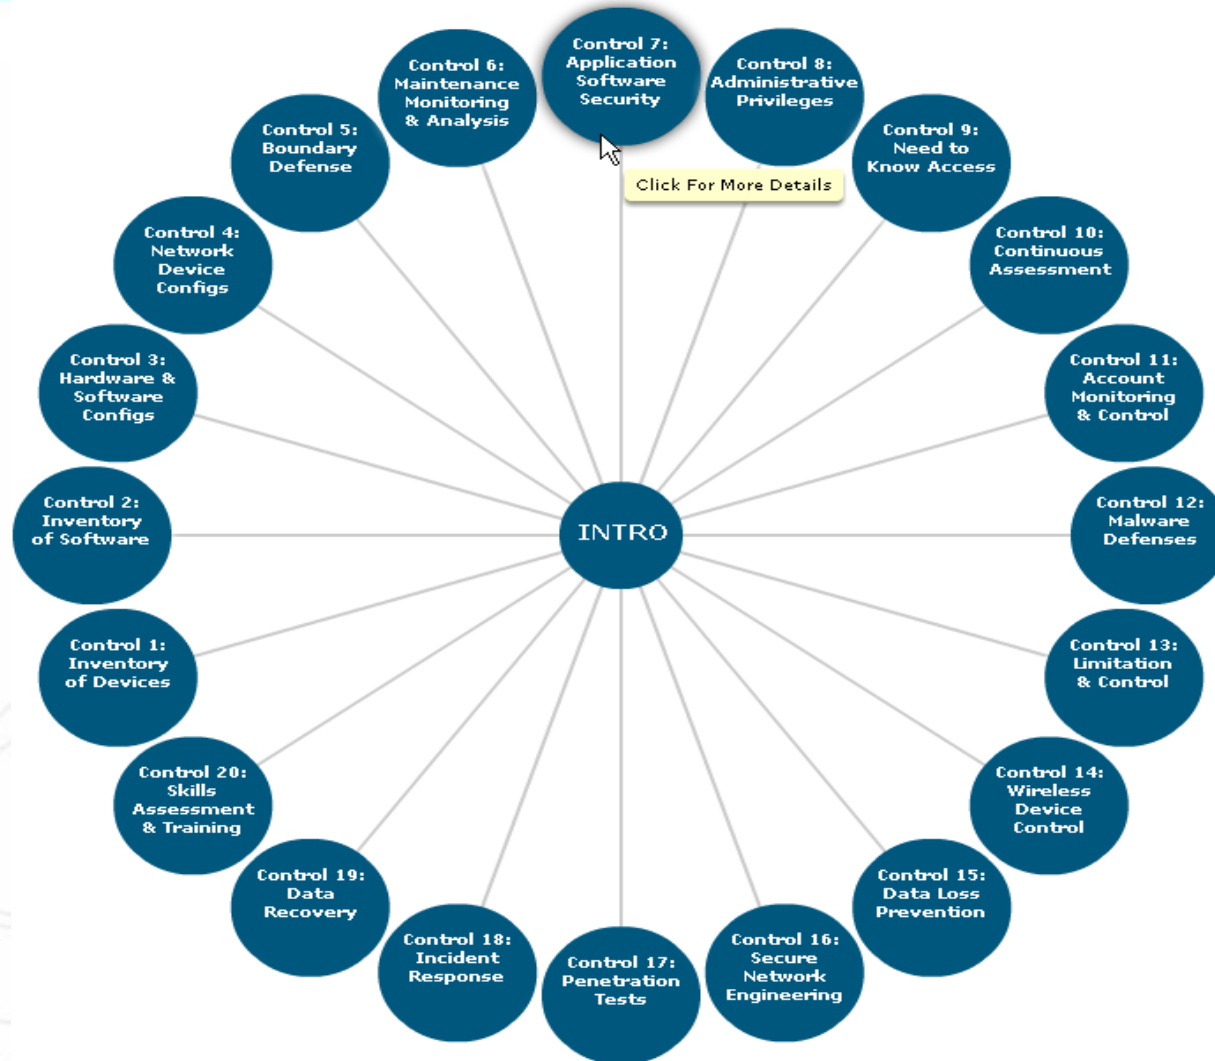 Control 7:
Application
Software
Security
Click For More Details
Control 8:
Administrative
Privileges
Control 9:
Need to
Know Access
Control 10:
Continuous
Assessment
Control 11:
Account
Monitoring
& Control
Control 12:
Malware
Defenses
Control 13:
Limitation
& Control
Control 14:
Wireless
Device
Control
Control 15:
Data Loss
Prevention
Control 16:
Secure
Network
Engineering
Control 17:
Penetration
Tests
Control 18:
Incident
Response
Control 19:
Data
Recovery
Control 20:
Skills
Assessment
& Training
Control 1:
Inventory
of Devices
Control 2:
Inventory
of Software
Control 3:
Hardware &
Software
Configs
Control 4:
Network
Device
Configs
Control 5:
Boundary
Defense
Control 6:
Maintenance
Monitoring
& Analysis
INTRO